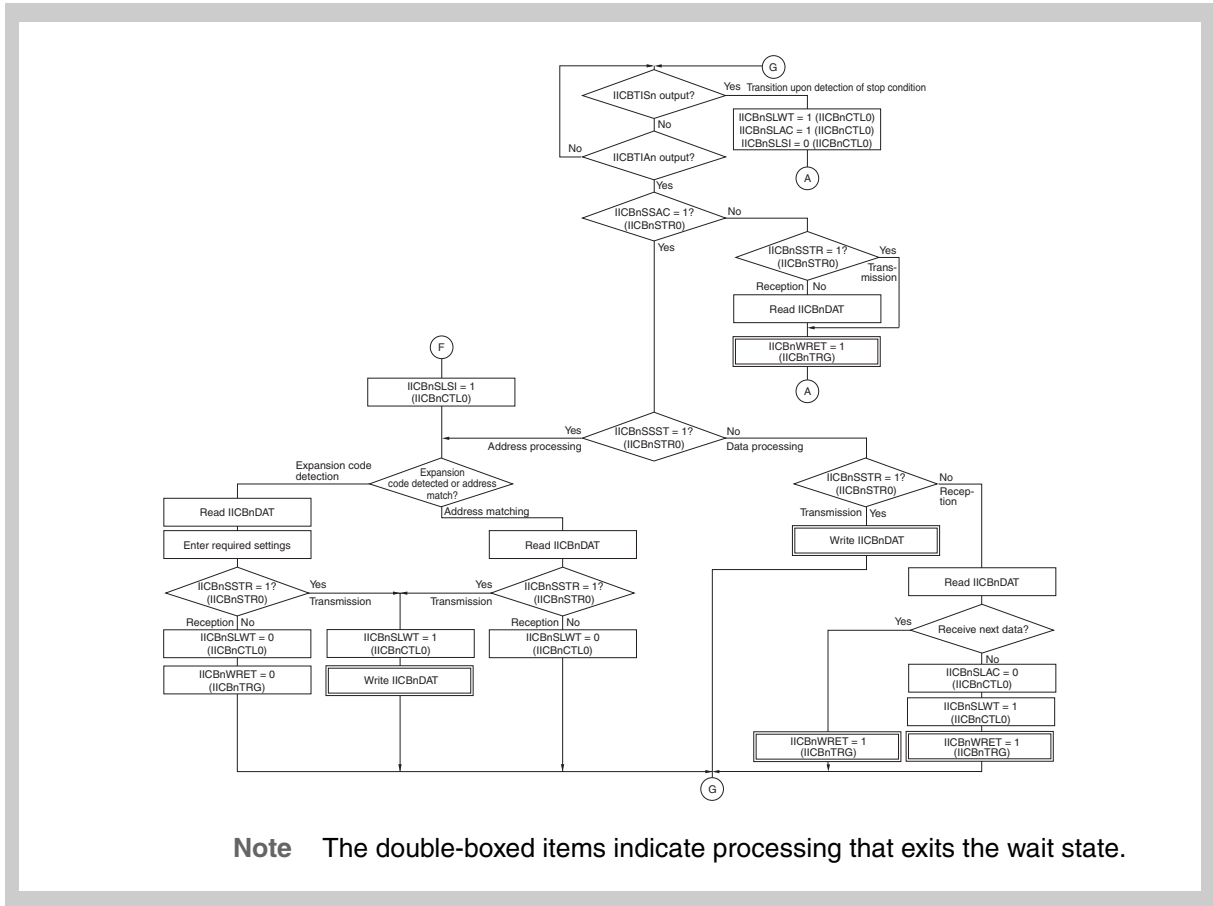 G
IICBTISn output?
Yes
Transition upon detection of stop condition
No
IICBnSLWT = 1 (IICBnCTL0)
IICBnSLAC = 1 (IICBnCTL0)
IICBnSLSI = 0 (IICBnCTL0)
No
IICBTIAn output?
A
Yes
IICBnSSAC = 1?
(IICBnSTR0)
No
Yes
IICBnSSTR = 1?
(IICBnSTR0)
Yes
Trans-
mission
Reception
No
Read IICBnDAT
IICBnWRET = 1
(IICBnTRG)
A
F
IICBnSLSI = 1
(IICBnCTL0)
Yes
Address processing
IICBnSSST = 1?
(IICBnSTR0)
No
Data processing
Expansion code
detection
Expansion
code detected or address
match?
Address matching
IICBnSSTR = 1?
(IICBnSTR0)
No
Recep-
tion
Transmission
Yes
Write IICBnDAT
Read IICBnDAT
Enter required settings
Read IICBnDAT
IICBnSSTR = 1?
(IICBnSTR0)
Yes
Transmission
Yes
Transmission
IICBnSSTR = 1?
(IICBnSTR0)
Read IICBnDAT
Reception
No
IICBnSLWT = 0
(IICBnCTL0)
IICBnWRET = 0
(IICBnTRG)
IICBnSLWT = 1
(IICBnCTL0)
Write IICBnDAT
Reception
No
IICBnSLWT = 0
(IICBnCTL0)
Yes
Receive next data?
No
IICBnSLAC = 0
(IICBnCTL0)
IICBnSLWT = 1
(IICBnCTL0)
IICBnWRET = 1
(IICBnTRG)
IICBnWRET = 1
(IICBnTRG)
G
Note The double-boxed items indicate processing that exits the wait state.